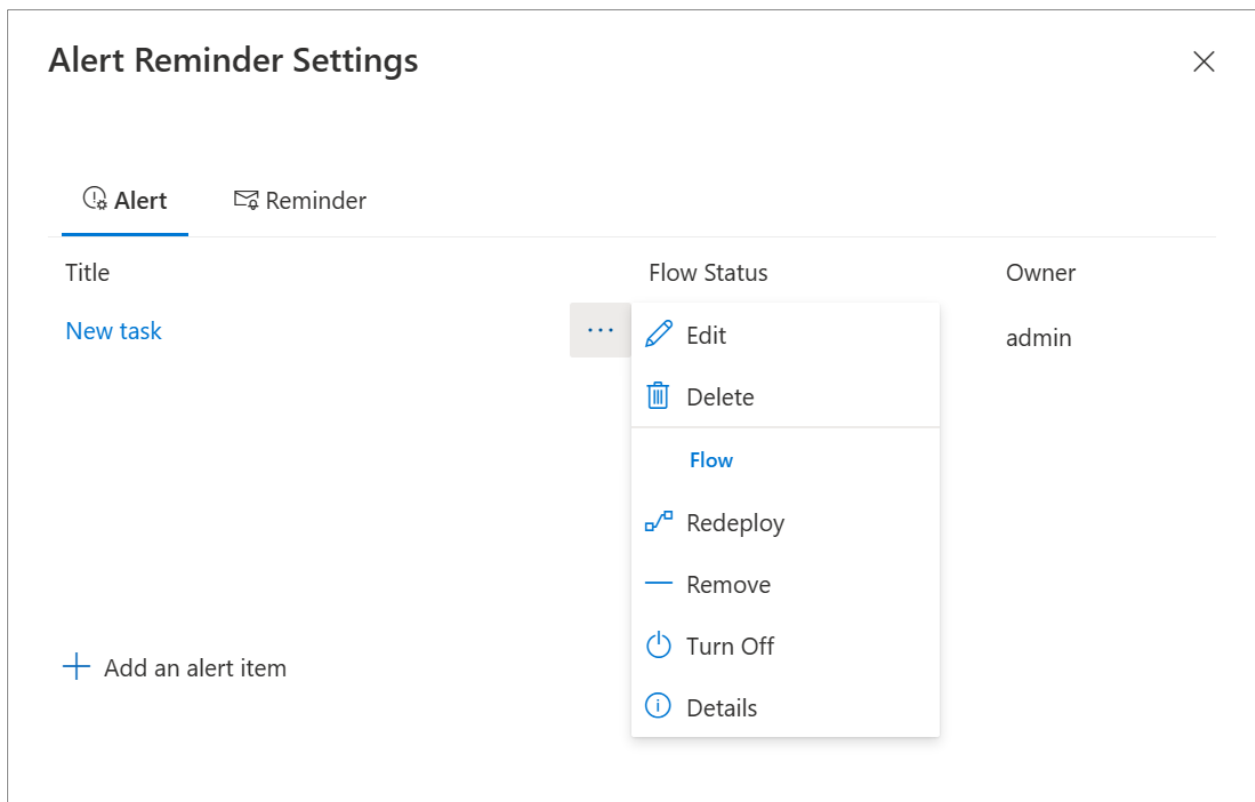 Alert Reminder Settings
Alert Reminder
Title Flow Status Owner
New task ... Edit admin
Delete
Flow
Redeploy
Remove
Turn Off
Add an alert item
Details